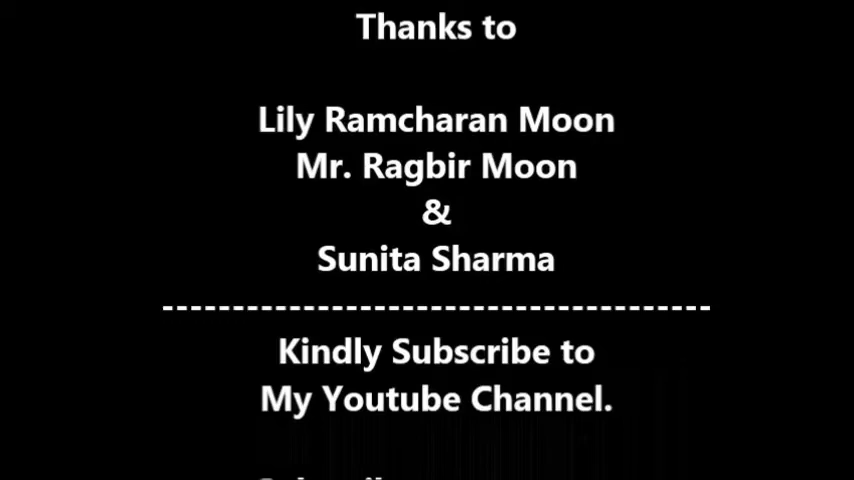 Thanks to
Lily Ramcharan Moon
Mr. Ragbir Moon
&
Sunita Sharma
---------------------------------------
Kindly Subscribe to
My Youtube Channel.